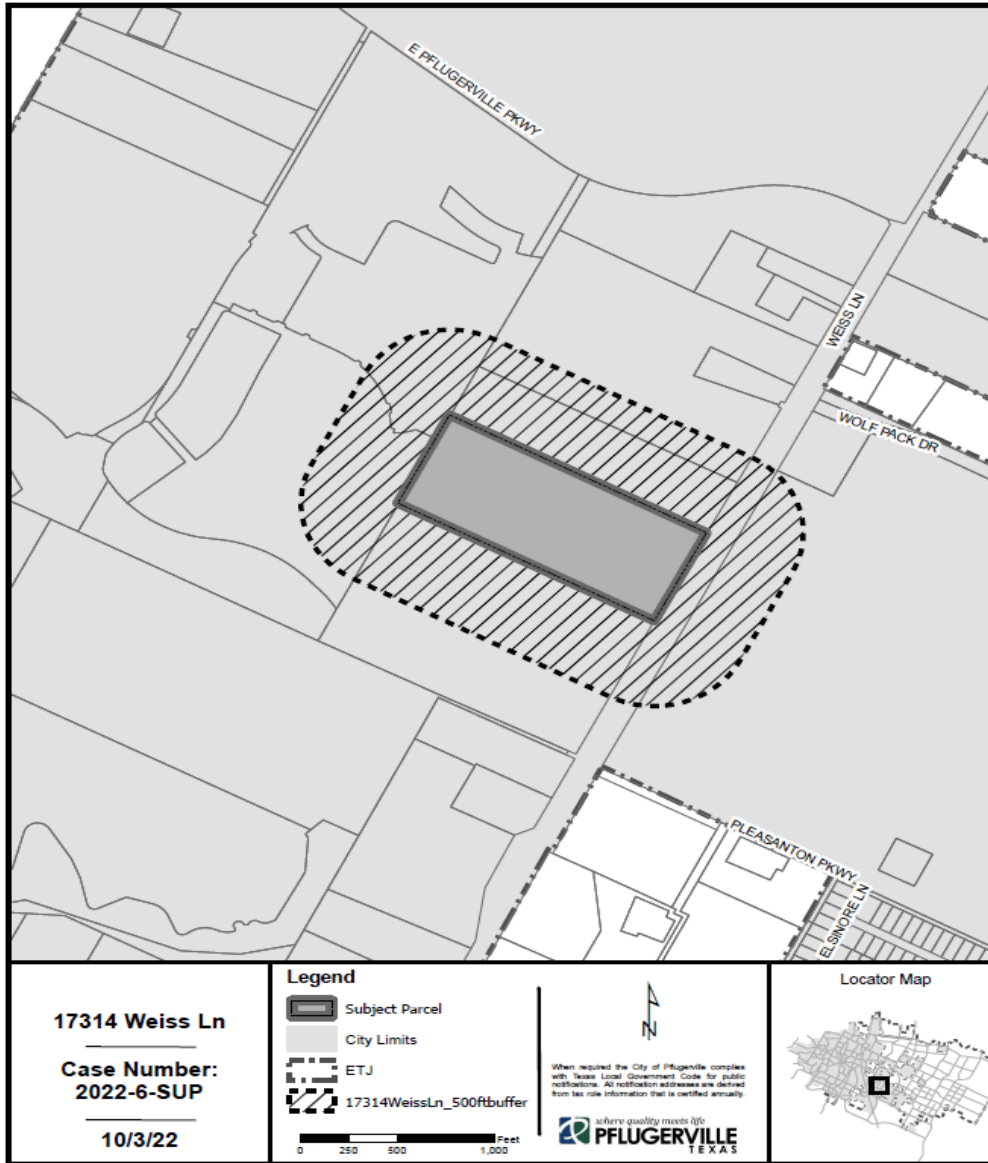 E PFLUGERVILLE PKWY
WEISS LN
WOLF PACK DR
PLEASANTON PKWY
ELSINORE LN
17314 Weiss Ln
Case Number:
2022-6-SUP
10/3/22
Legend
Subject Parcel
City Limits
ETJ
17314WeissLn_500ftbuffer
Feet
0 250 500 1,000
N
When required the City of Pflugerville complies
with Texas Local Government Code for public
notifications. All notification addresses are derived
from tax role information that is certified annually.
where quality meets life
PFLUGERVILLE
TEXAS
Locator Map